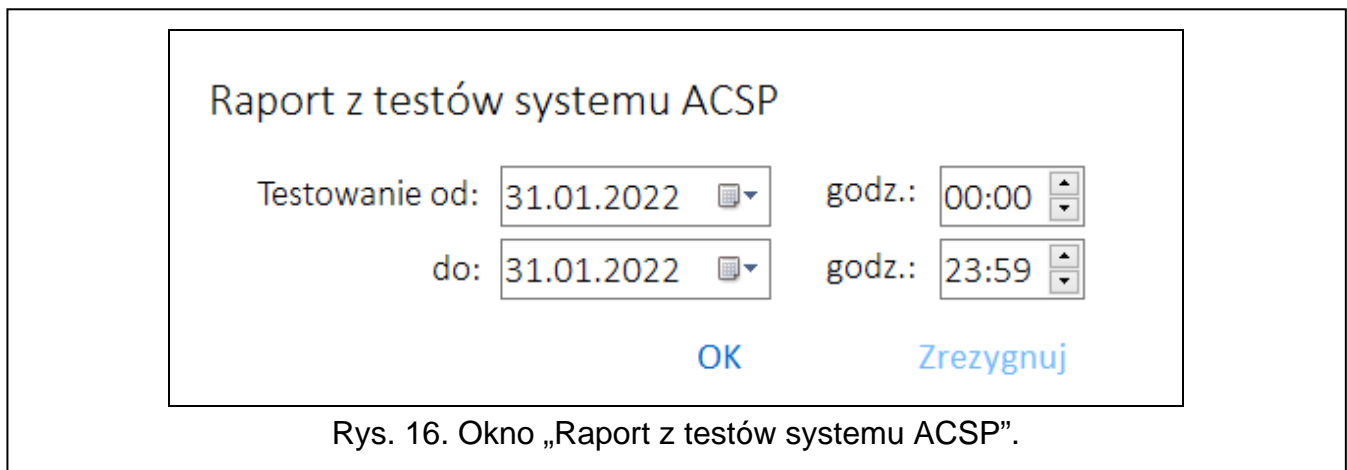 Raport z testów systemu ACSP
Testowanie od: 31.01.2022 godz.: 00:00
do: 31.01.2022 godz.: 23:59
OK Zrezygnuj
Rys. 16. Okno „Raport z testów systemu ACSP”.